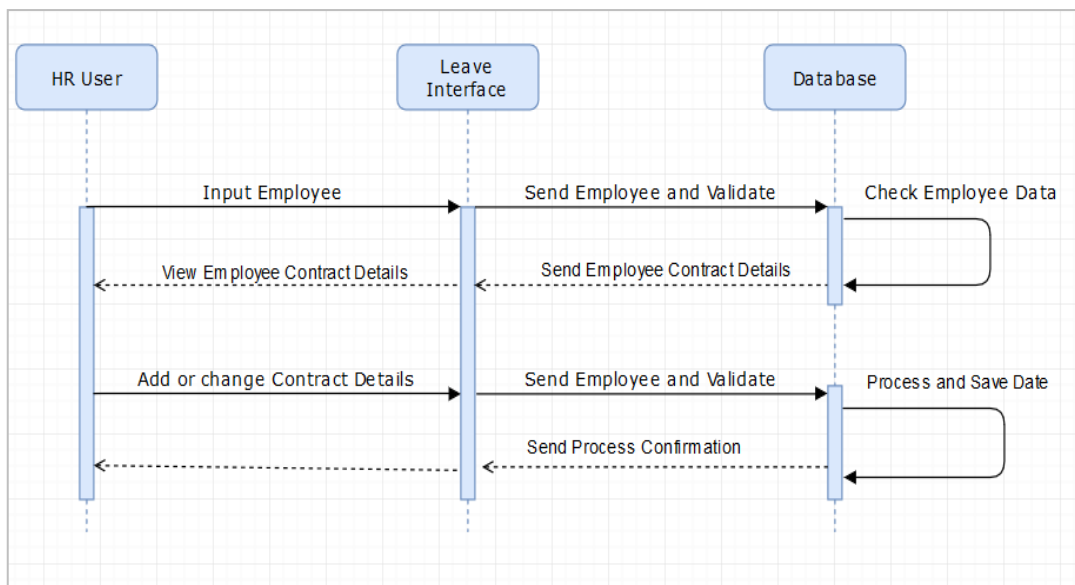 HR User
Leave
Interface
Database
Input Employee
Send Employee and Validate
Check Employee Data
View Employee Contract Details
Send Employee Contract Details
Add or change Contract Details
Send Employee and Validate
Process and Save Date
Send Process Confirmation